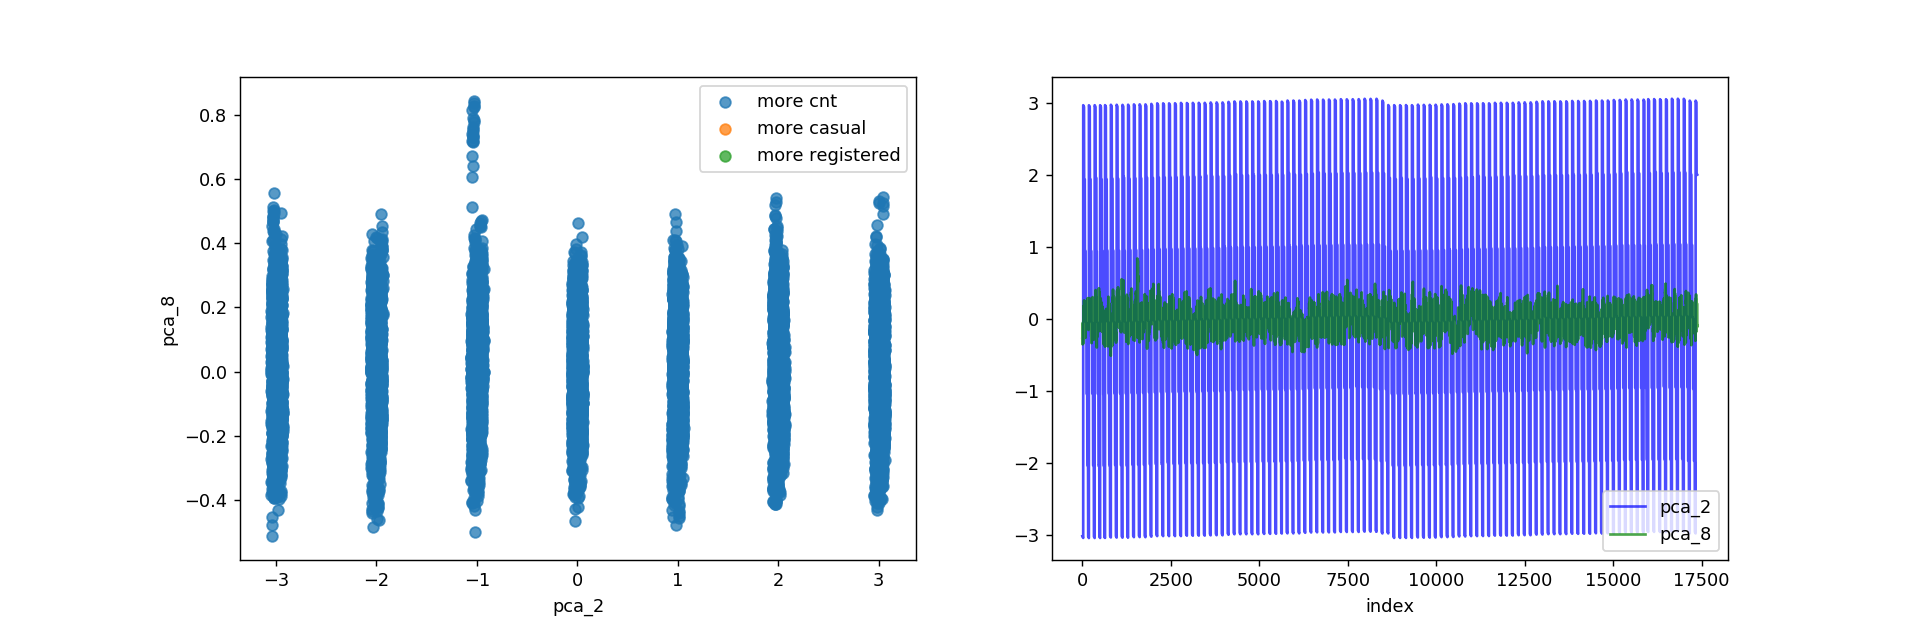 0.8
0.6
0.4
0.2
0.0
−0.2
−0.4
pca_8
−3 −2 −1 0 1 2 3
pca_2
more cnt
more casual
more registered
3
2
1
0
−1
−2
−3
0 2500 5000 7500 10000 12500 15000 17500
index
pca_2
pca_8